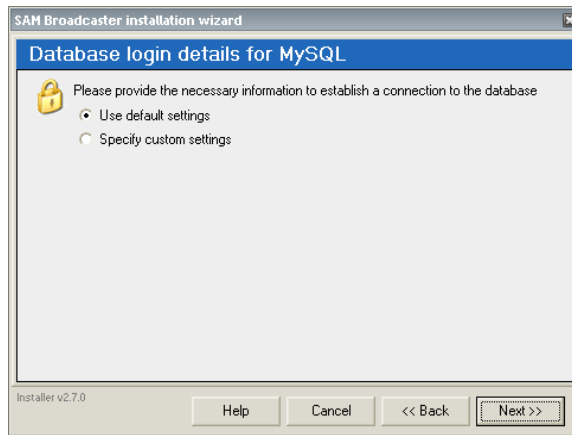 SAM Broadcaster installation wizard
Database login details for MySQL
Please provide the necessary information to establish a connection to the database
Use default settings
Specify custom settings
Installer v2.7.0
Help Cancel << Back Next >>